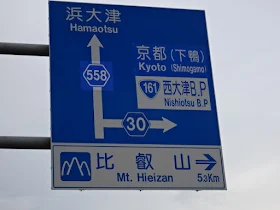 浜大津
Hamaotsu
京都(下鴨)
Kyoto (Shimogamo)
558
161 西大津B.P
Nishiotsu B.P
30
比叡山
Mt. Hieizan 5.3Km